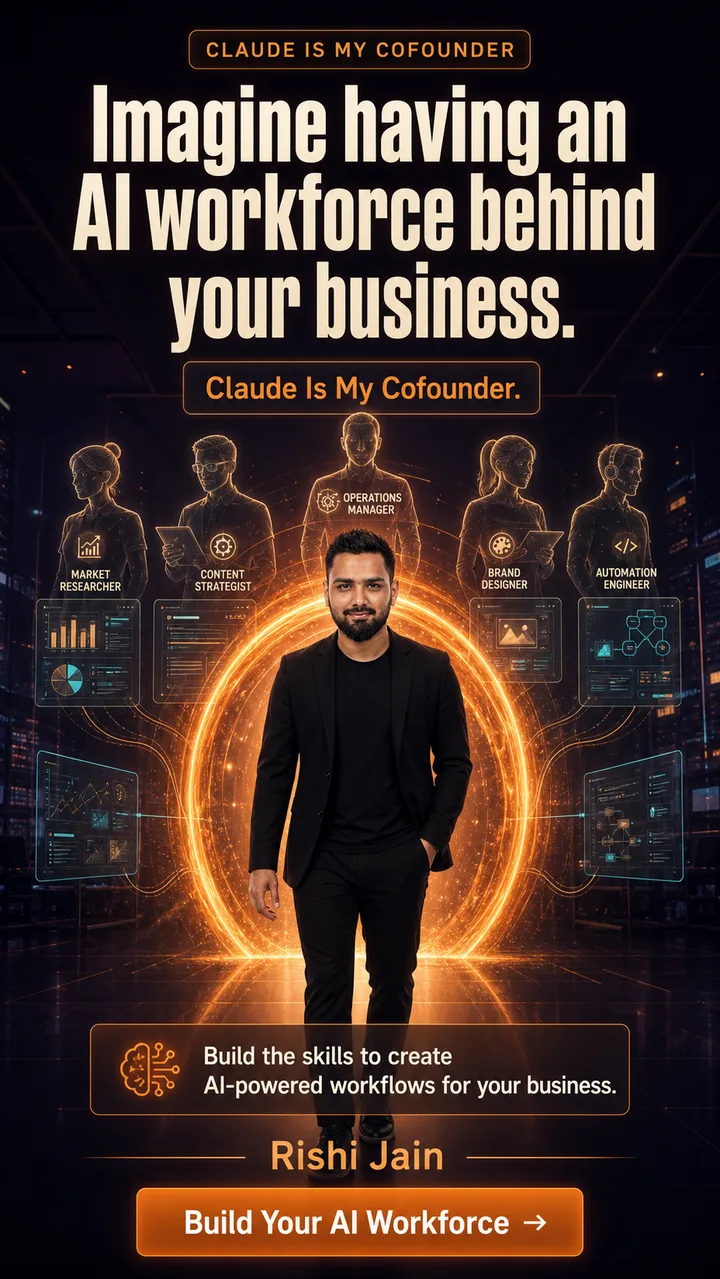 CLAUDE IS MY COFOUNDER
Imagine having an
AI workforce behind
your business.
Claude Is My Cofounder.
OPERATIONS
MANAGER
MARKET
RESEARCHER
CONTENT
STRATEGIST
BRAND
DESIGNER
AUTOMATION
ENGINEER
</>
Build the skills to create
AI-powered workflows for your business.
Rishi Jain
Build Your AI Workforce →